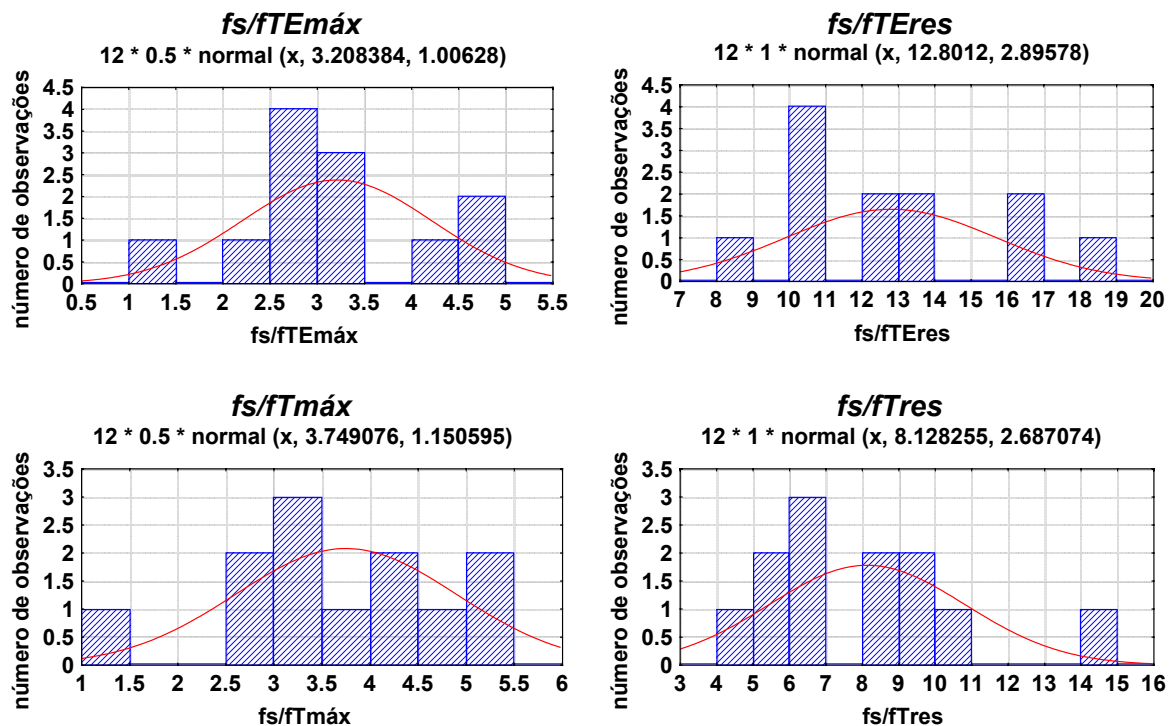 fs/fTEmáx
12 * 0.5 * normal (x, 3.208384, 1.00628)
número de observações
4.5
4
3.5
3
2.5
2
1.5
1
0.5
0
0.5 1 1.5 2 2.5 3 3.5 4 4.5 5 5.5
fs/fTEmáx
fs/fTEres
12 * 1 * normal (x, 12.8012, 2.89578)
número de observações
4.5
4
3.5
3
2.5
2
1.5
1
0.5
0
7 8 9 10 11 12 13 14 15 16 17 18 19 20
fs/fTEres
fs/fTmáx
12 * 0.5 * normal (x, 3.749076, 1.150595)
número de observações
3.5
3
2.5
2
1.5
1
0.5
0
1 1.5 2 2.5 3 3.5 4 4.5 5 5.5 6
fs/fTmáx
fs/fTres
12 * 1 * normal (x, 8.128255, 2.687074)
número de observações
3.5
3
2.5
2
1.5
1
0.5
0
3 4 5 6 7 8 9 10 11 12 13 14 15 16
fs/fTres